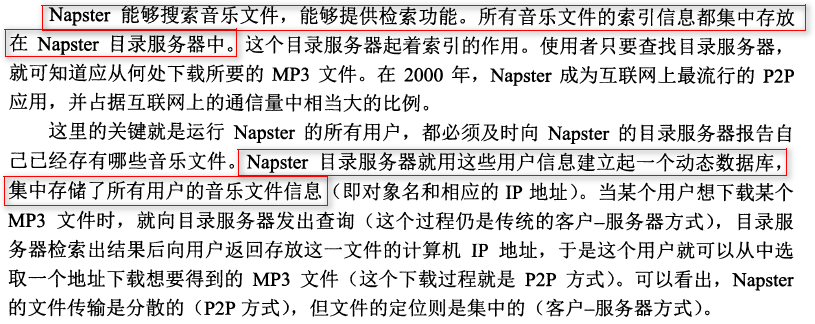 Napster 能够搜索音乐文件，能够提供检索功能。所有音乐文件的索引信息都集中存放
在 Napster 目录服务器中。这个目录服务器起着索引的作用。使用者只要查找目录服务器，
就可知道应从何处下载所要的 MP3 文件。在 2000 年，Napster 成为互联网上最流行的 P2P
应用，并占据互联网上的通信量中相当大的比例。
这里的关键就是运行 Napster 的所有用户，都必须及时向 Napster 的目录服务器报告自
己已经存有哪些音乐文件。Napster 目录服务器就用这些用户信息建立起一个动态数据库，
集中存储了所有用户的音乐文件信息（即对象名和相应的 IP 地址）。当某个用户想下载某个
MP3 文件时，就向目录服务器发出查询（这个过程仍是传统的客户–服务器方式），目录服
务器检索出结果后向用户返回存放这一文件的计算机 IP 地址，于是这个用户就可以从中选
取一个地址下载想要得到的 MP3 文件（这个下载过程就是 P2P 方式）。可以看出，Napster
的文件传输是分散的（P2P 方式），但文件的定位则是集中的（客户–服务器方式）。